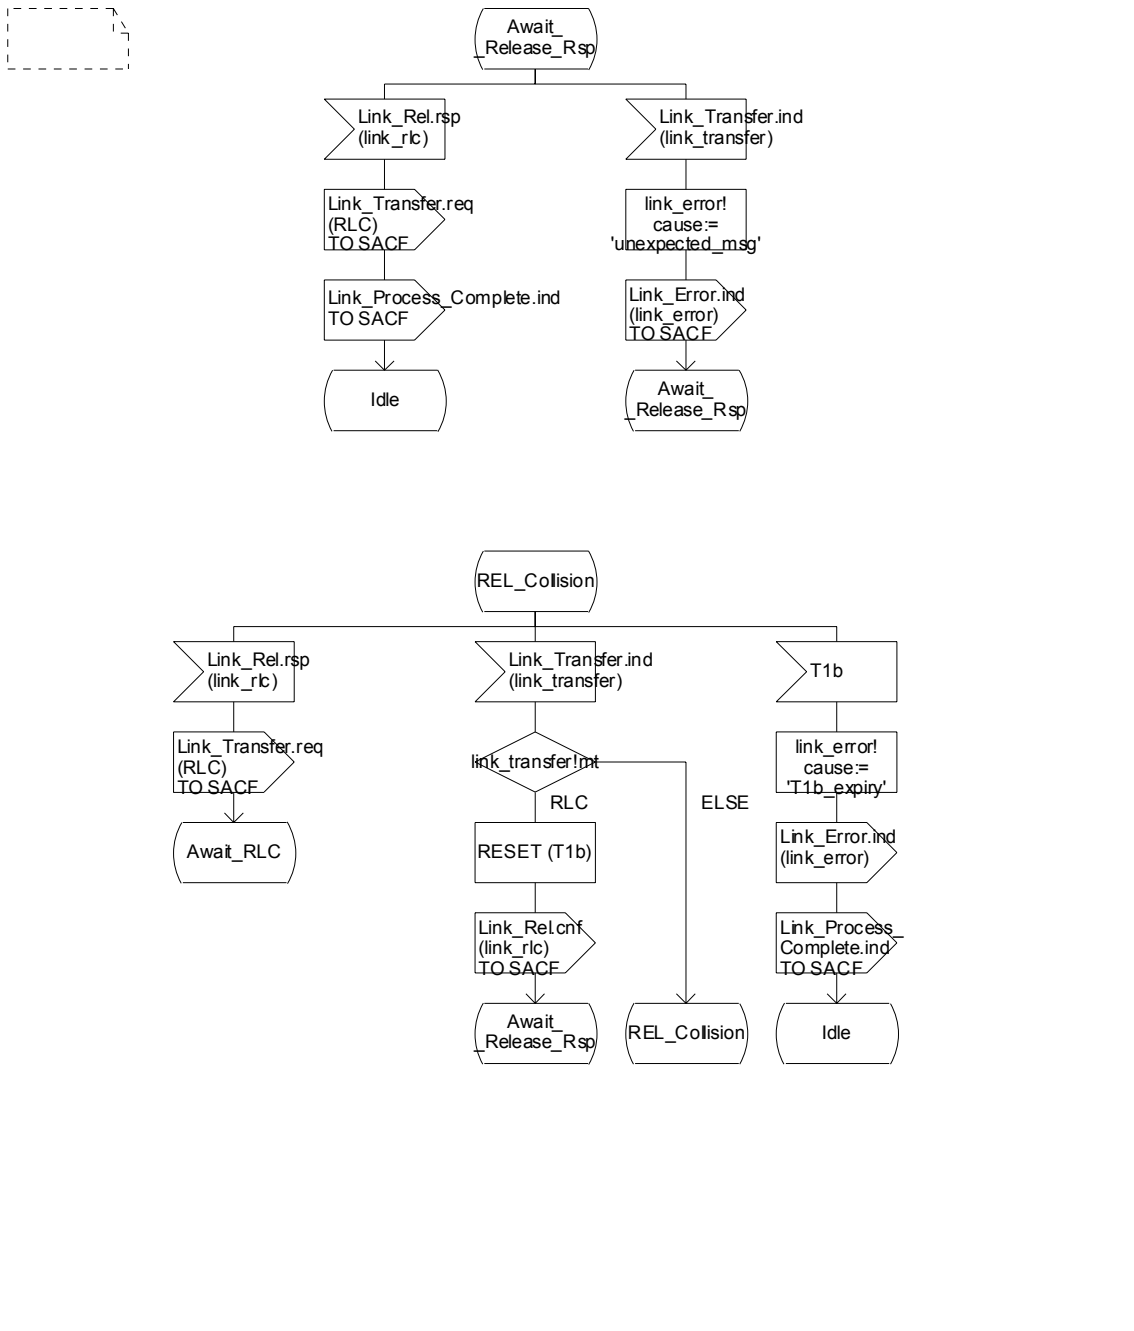 Await_
_Release_Rsp
Link_Rel.rsp
(link_rlc)
Link_Transfer.ind
(link_transfer)
Link_Transfer.req
(RLC)
TO SACF
link_error!
cause:=
'unexpected_msg'
Link_Process_Complete.ind
TO SACF
Link_Error.ind
(link_error)
TO SACF
Idle
Await_
_Release_Rsp
REL_Collision
Link_Rel.rsp
(link_rlc)
Link_Transfer.ind
(link_transfer)
T1b
Link_Transfer.req
(RLC)
TO SACF
link_transfer!mt
link_error!
cause:=
'T1b_expiry'
RLC
ELSE
Await_RLC
RESET (T1b)
Link_Error.ind
(link_error)
Link_Rel.cnf
(link_rlc)
TO SACF
Link_Process_
Complete.ind
TO SACF
Await_
_Release_Rsp
REL_Collision
Idle